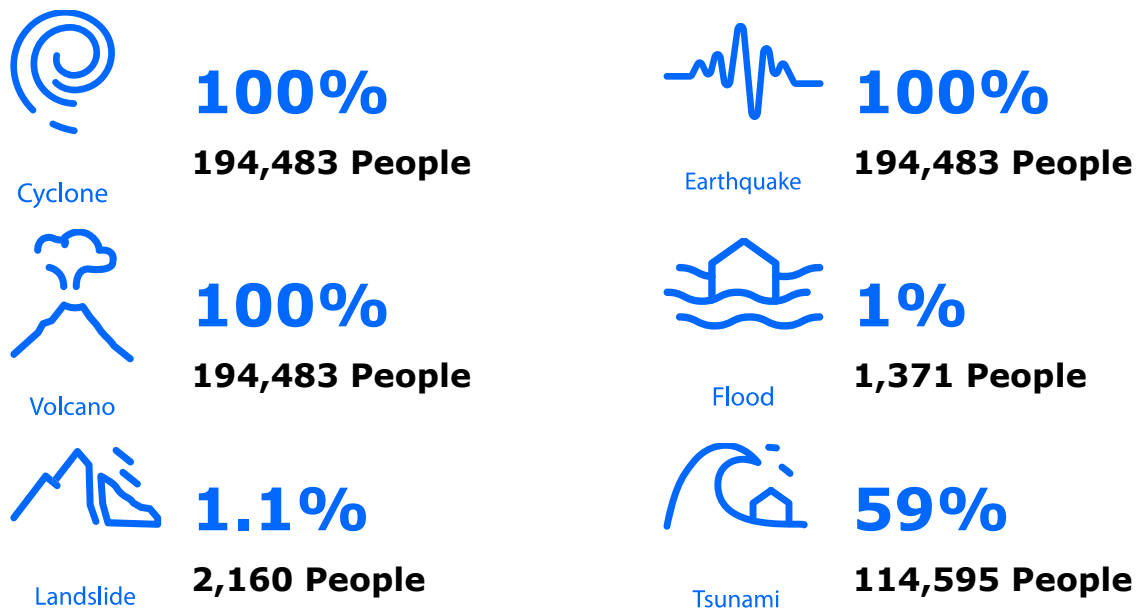 100%
194,483 People
Cyclone
100%
194,483 People
Earthquake
100%
194,483 People
Volcano
1%
1,371 People
Flood
1.1%
2,160 People
Landslide
59%
114,595 People
Tsunami